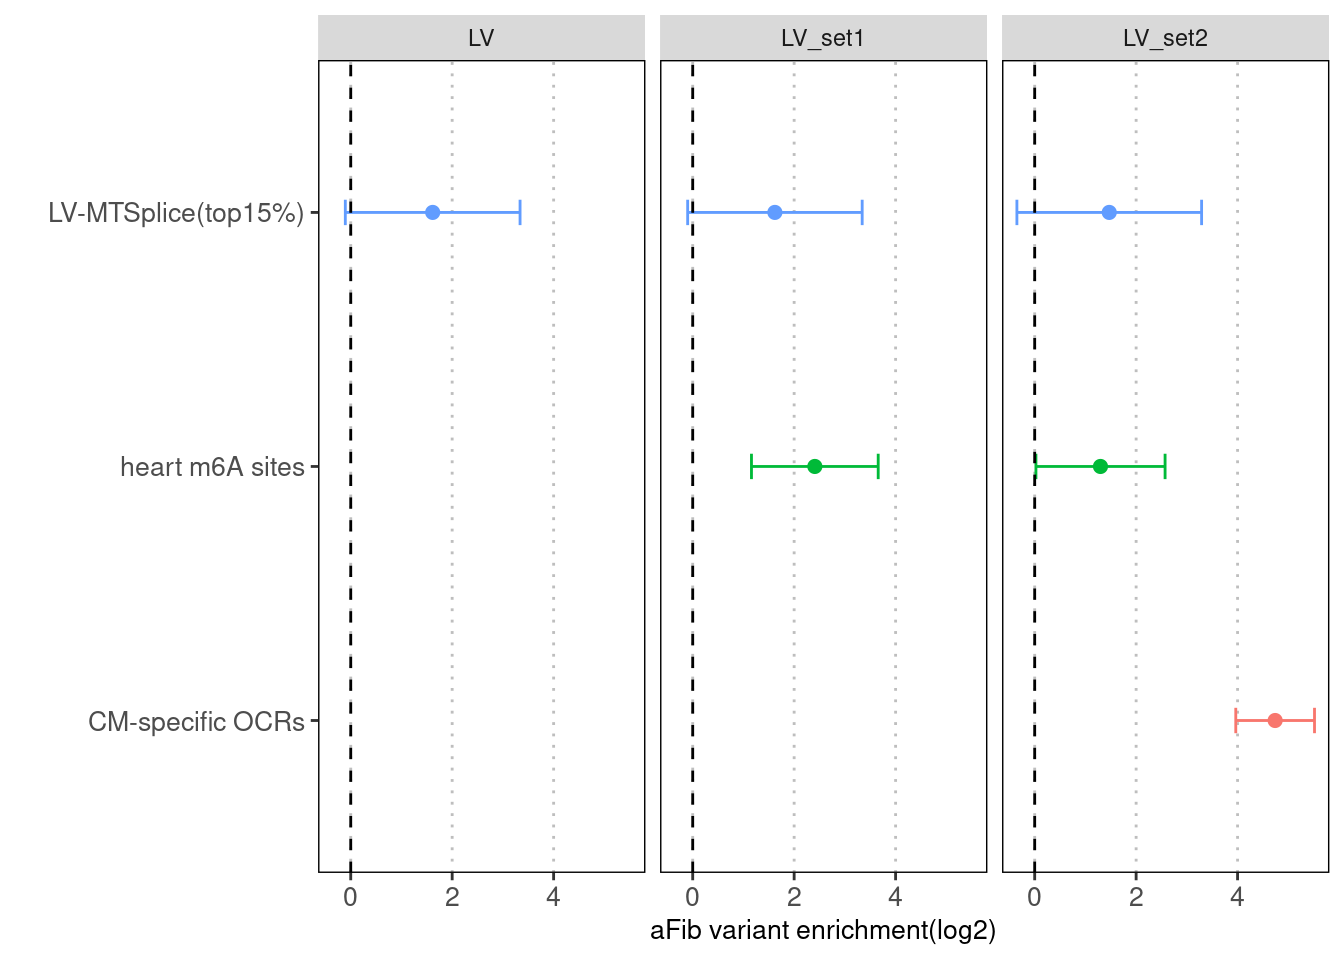 LV
LV_set1
LV_set2
LV-MTSplice(top15%)
heart m6A sites
CM-specific OCRs
0 2 4
0 2 4
0 2 4
aFib variant enrichment(log2)